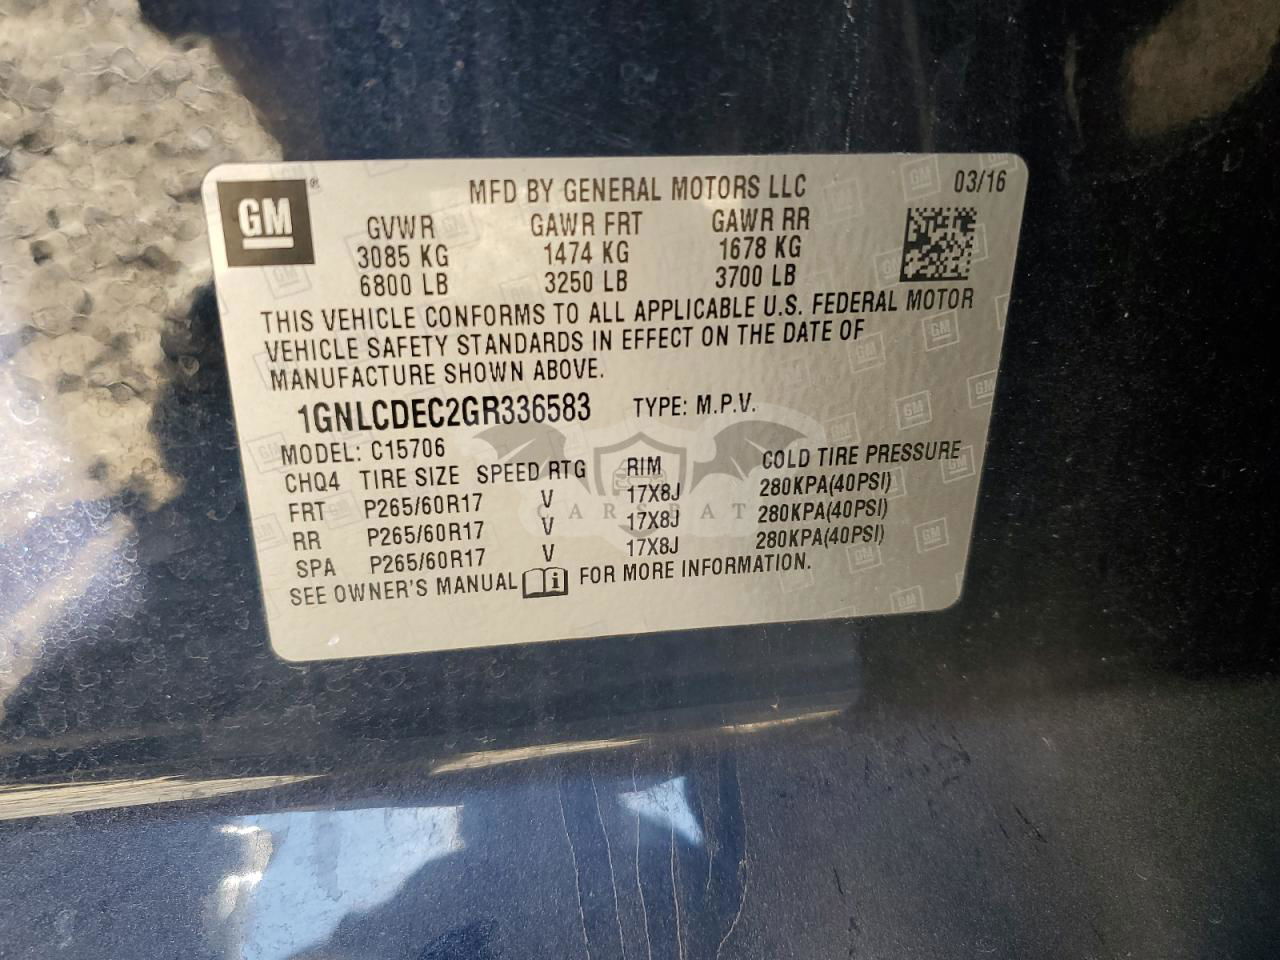 GM ®
MFD BY GENERAL MOTORS LLC 03/16
GVWR GAWR FRT GAWR RR
3085 KG 1474 KG 1678 KG
6800 LB 3250 LB 3700 LB
THIS VEHICLE CONFORMS TO ALL APPLICABLE U.S. FEDERAL MOTOR
VEHICLE SAFETY STANDARDS IN EFFECT ON THE DATE OF
MANUFACTURE SHOWN ABOVE.
1GNLCDEC2GR336583 TYPE: M.P.V.
MODEL: C15706
CHQ4 TIRE SIZE SPEED RTG RIM COLD TIRE PRESSURE
FRT P265/60R17 V 17X8J 280KPA(40PSI)
RR P265/60R17 V 17X8J 280KPA(40PSI)
SPA P265/60R17 V 17X8J 280KPA(40PSI)
SEE OWNER'S MANUAL FOR MORE INFORMATION.